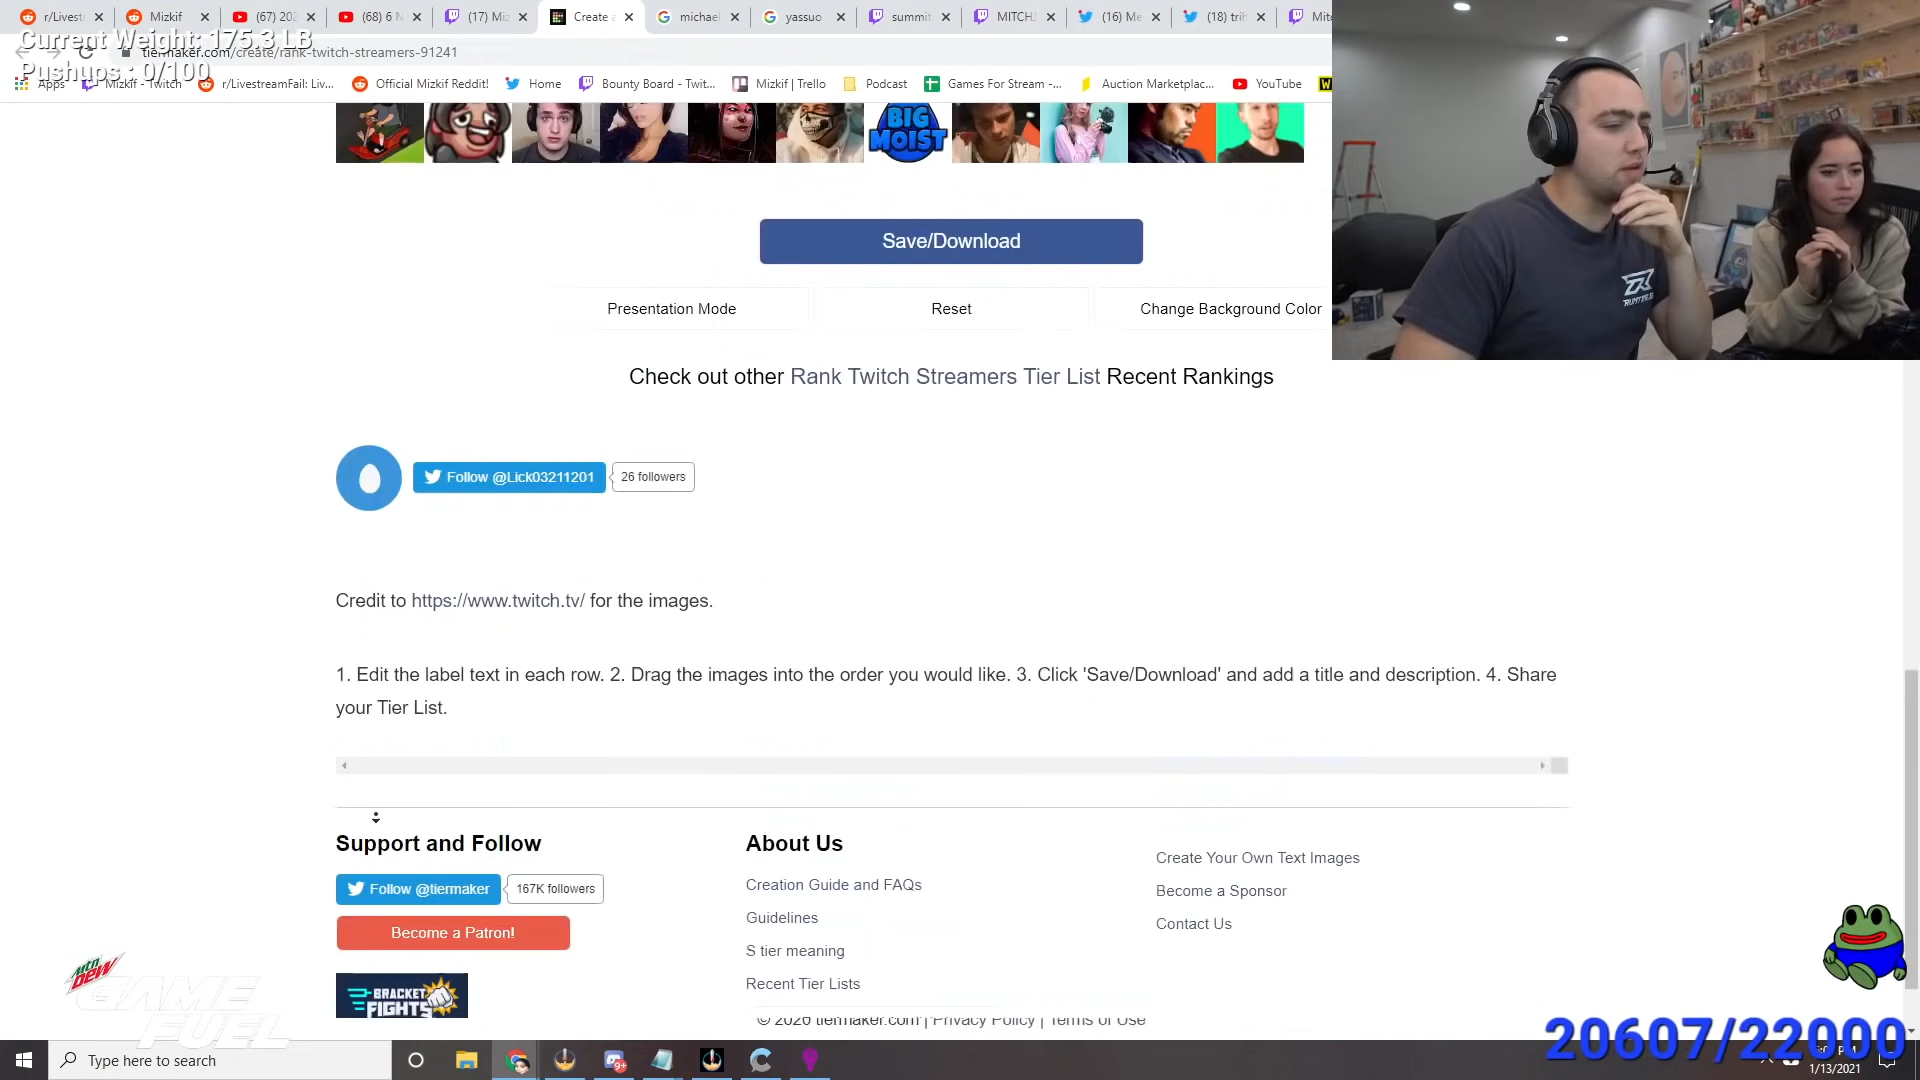 r/Livest
Mizkif
(67) 202
(68) 6 N
(17) Miz
Create a
michael
yassuo
summit
MITCHJ
(16) Me
(18) trih
Mitc
Current Weight: 175.3 LB
tiermaker.com/create/rank-twitch-streamers-91241
Pushups : 0/100
Apps
Mizkif - Twitch
r/LivestreamFail: Liv...
Official Mizkif Reddit!
Home
Bounty Board - Twit...
Mizkif | Trello
Podcast
Games For Stream -...
Auction Marketplac...
YouTube
BIG
MOIST
Save/Download
Presentation Mode
Reset
Change Background Color
Check out other Rank Twitch Streamers Tier List Recent Rankings
Follow @Lick03211201
26 followers
Credit to https://www.twitch.tv/ for the images.
1. Edit the label text in each row. 2. Drag the images into the order you would like. 3. Click 'Save/Download' and add a title and description. 4. Share
your Tier List.
Support and Follow
Follow @tiermaker
167K followers
Become a Patron!
BRACKET
FIGHTS
About Us
Creation Guide and FAQs
Guidelines
S tier meaning
Recent Tier Lists
Create Your Own Text Images
Become a Sponsor
Contact Us
© 2020 tiermaker.com | Privacy Policy | Terms of Use
Mtn
DEW
GAME
FUEL
20607/22000
Type here to search
9+
1/13/2021